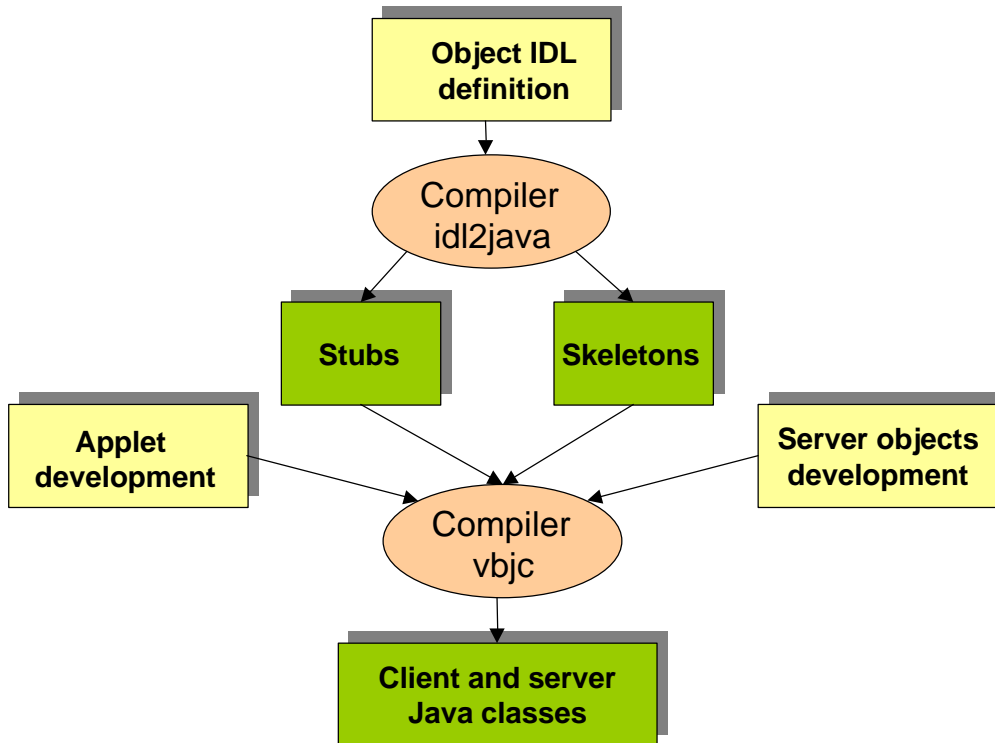 Object IDL
definition
Compiler
idl2java
Stubs
Skeletons
Applet
development
Server objects
development
Compiler
vbjc
Client and server
Java classes